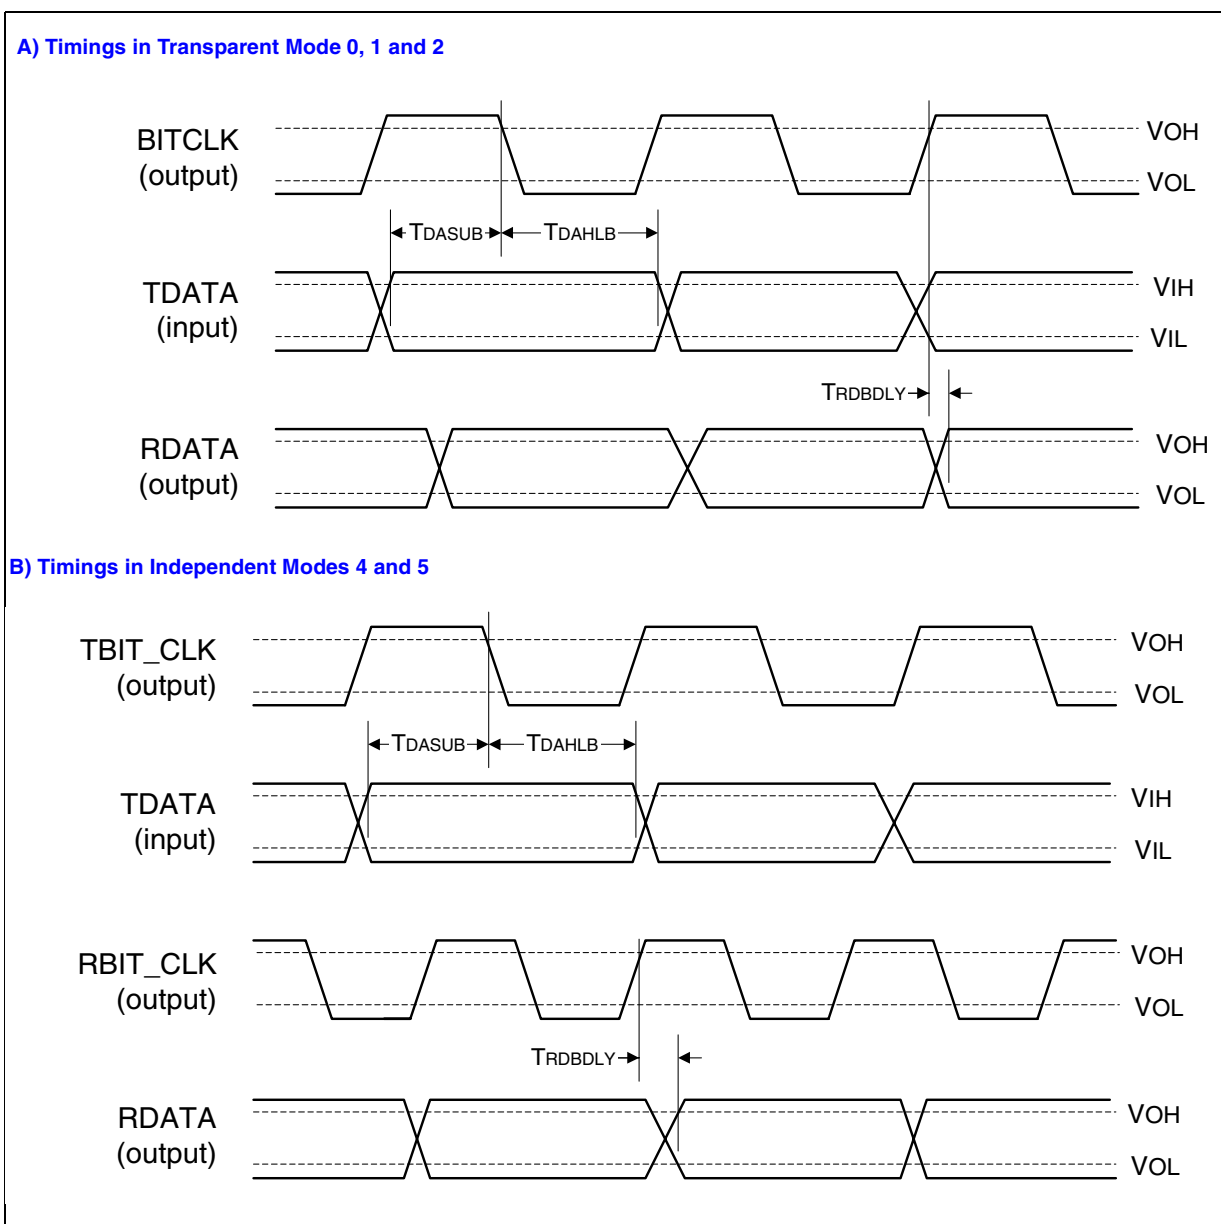 A) Timings in Transparent Mode 0, 1 and 2
BITCLK
(output)
VOH
VOL
TDASUB
TDAHLB
TDATA
(input)
VIH
VIL
TRDBDLY
RDATA
(output)
VOH
VOL
B) Timings in Independent Modes 4 and 5
TBIT_CLK
(output)
VOH
VOL
TDASUB
TDAHLB
TDATA
(input)
VIH
VIL
RBIT_CLK
(output)
VOH
VOL
TRDBDLY
RDATA
(output)
VOH
VOL